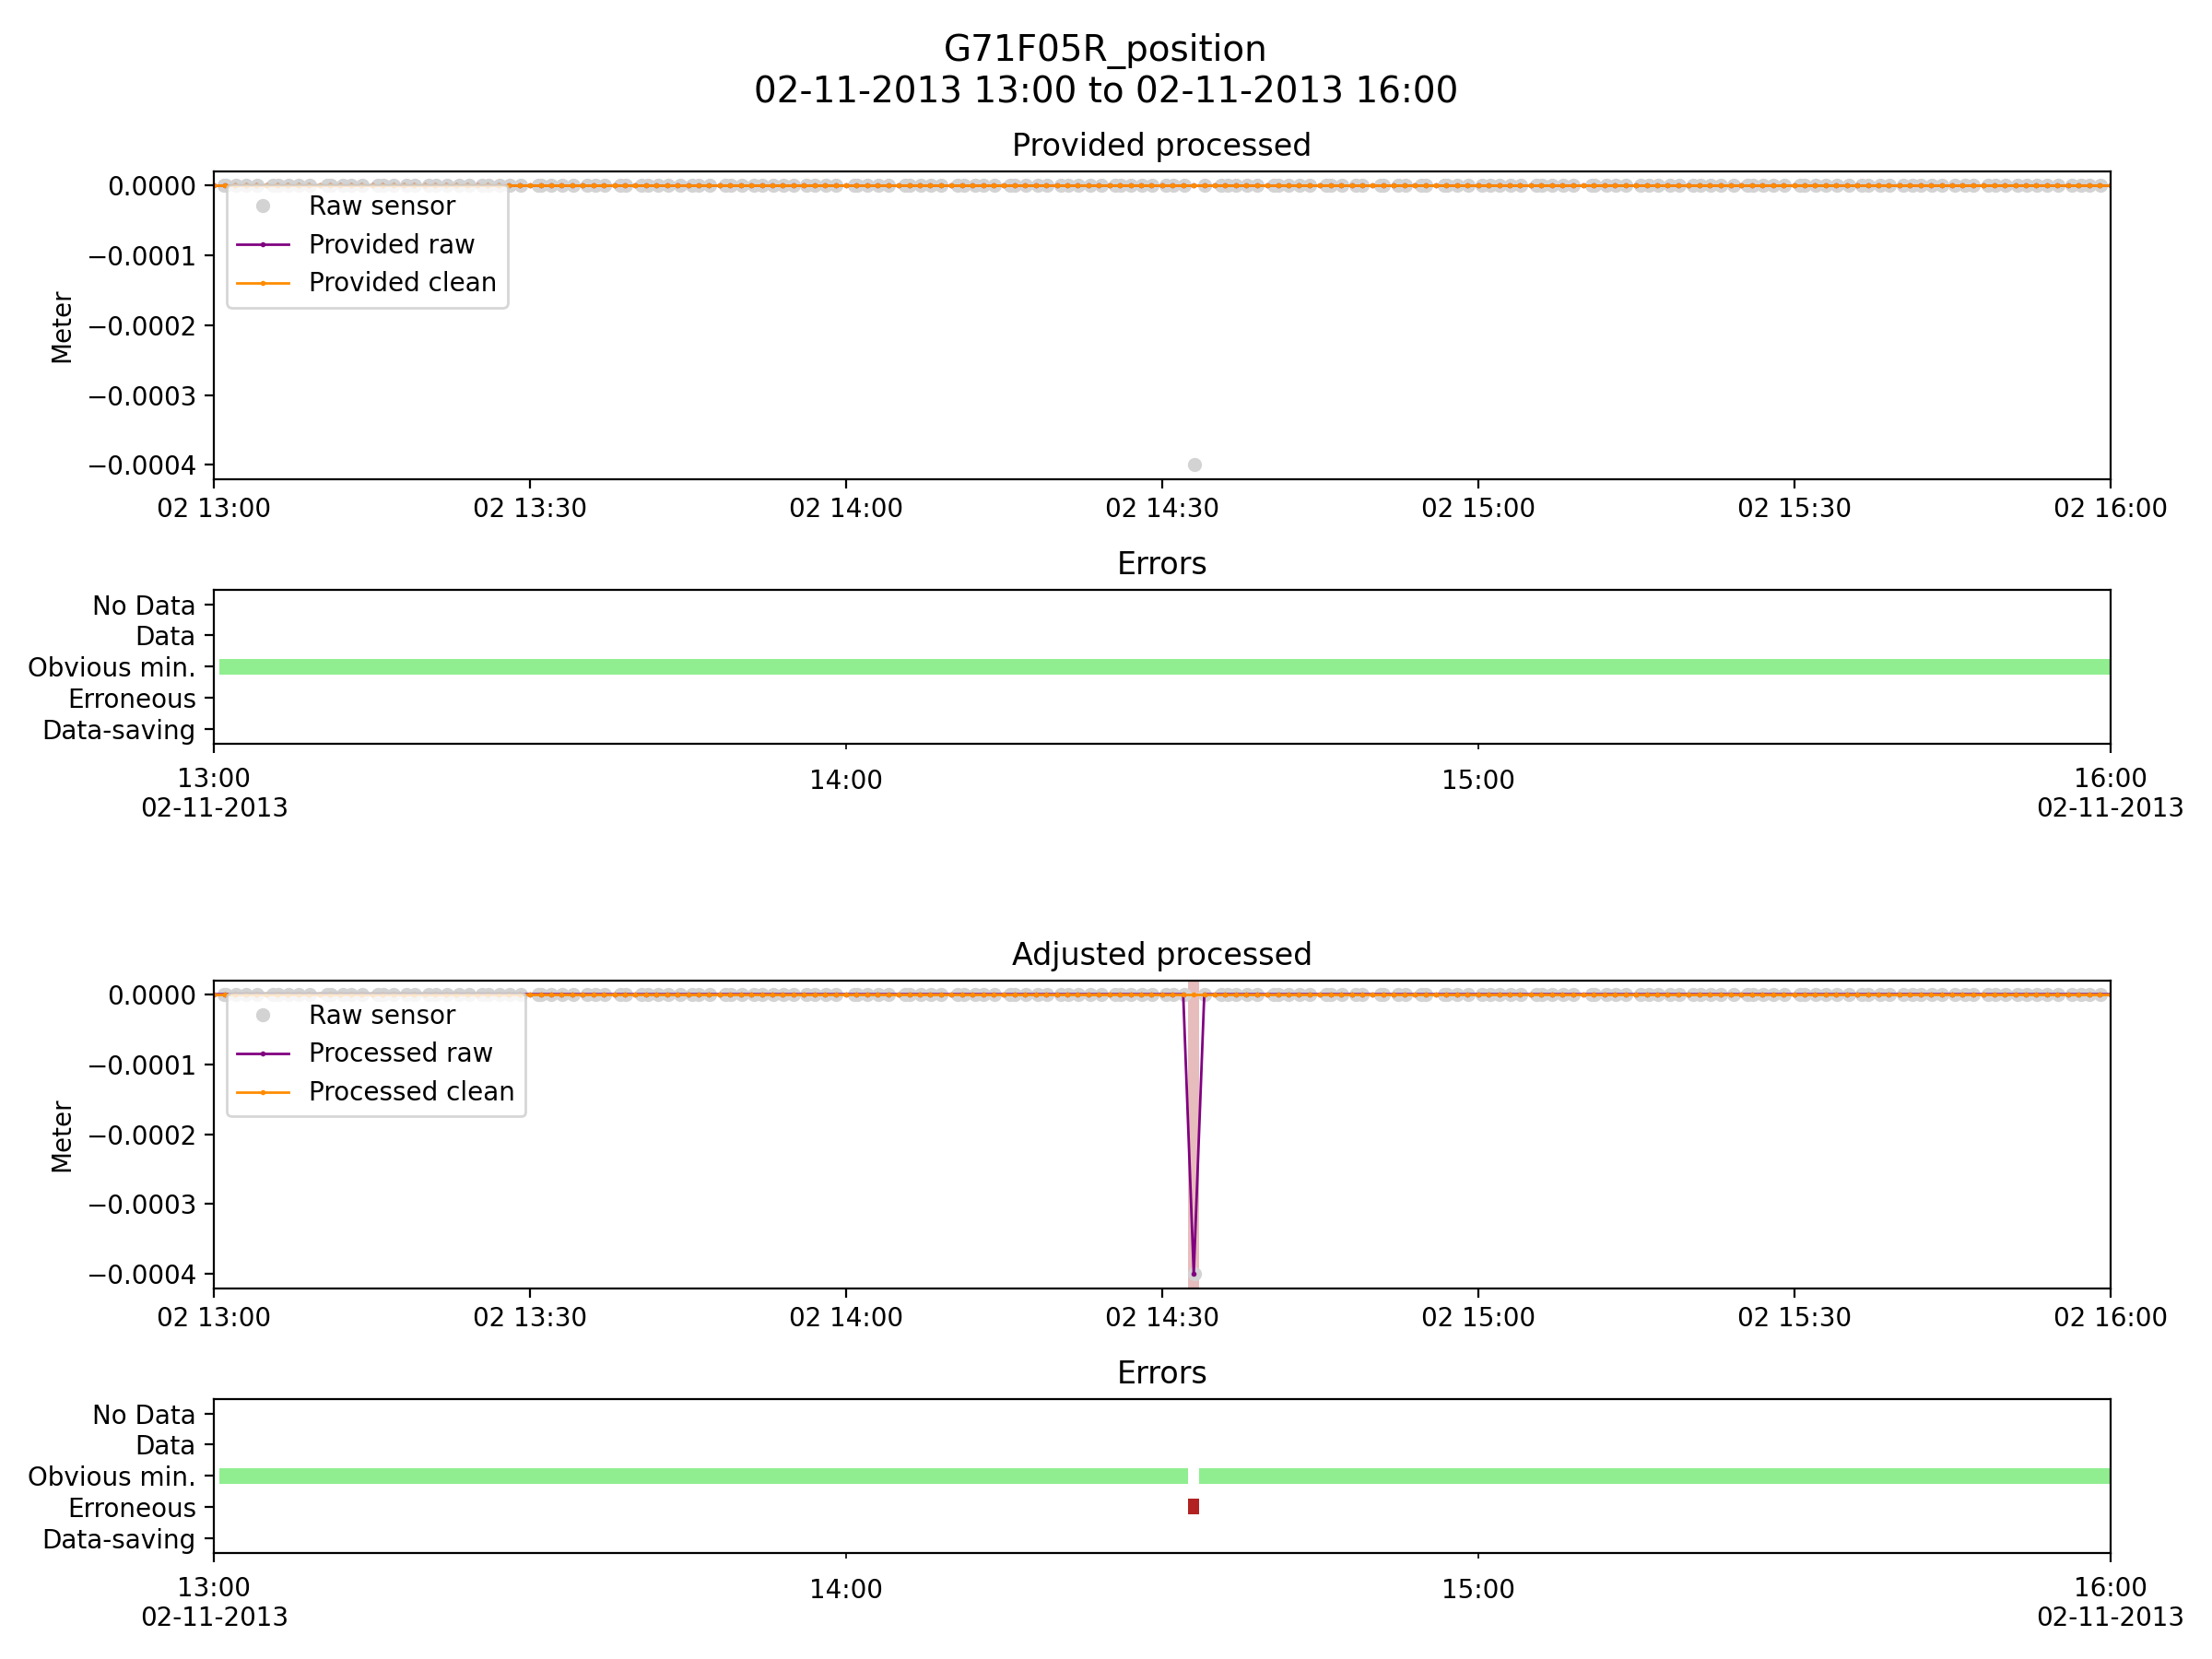 G71F05R_position
02-11-2013 13:00 to 02-11-2013 16:00
Provided processed
0.0000
−0.0001
−0.0002
−0.0003
−0.0004
Meter
Raw sensor
Provided raw
Provided clean
02 13:00 02 13:30 02 14:00 02 14:30 02 15:00 02 15:30 02 16:00
Errors
No Data
Data
Obvious min.
Erroneous
Data-saving
13:00 14:00 15:00 16:00
02-11-2013 02-11-2013
Adjusted processed
0.0000
−0.0001
−0.0002
−0.0003
−0.0004
Meter
Raw sensor
Processed raw
Processed clean
02 13:00 02 13:30 02 14:00 02 14:30 02 15:00 02 15:30 02 16:00
Errors
No Data
Data
Obvious min.
Erroneous
Data-saving
13:00 14:00 15:00 16:00
02-11-2013 02-11-2013